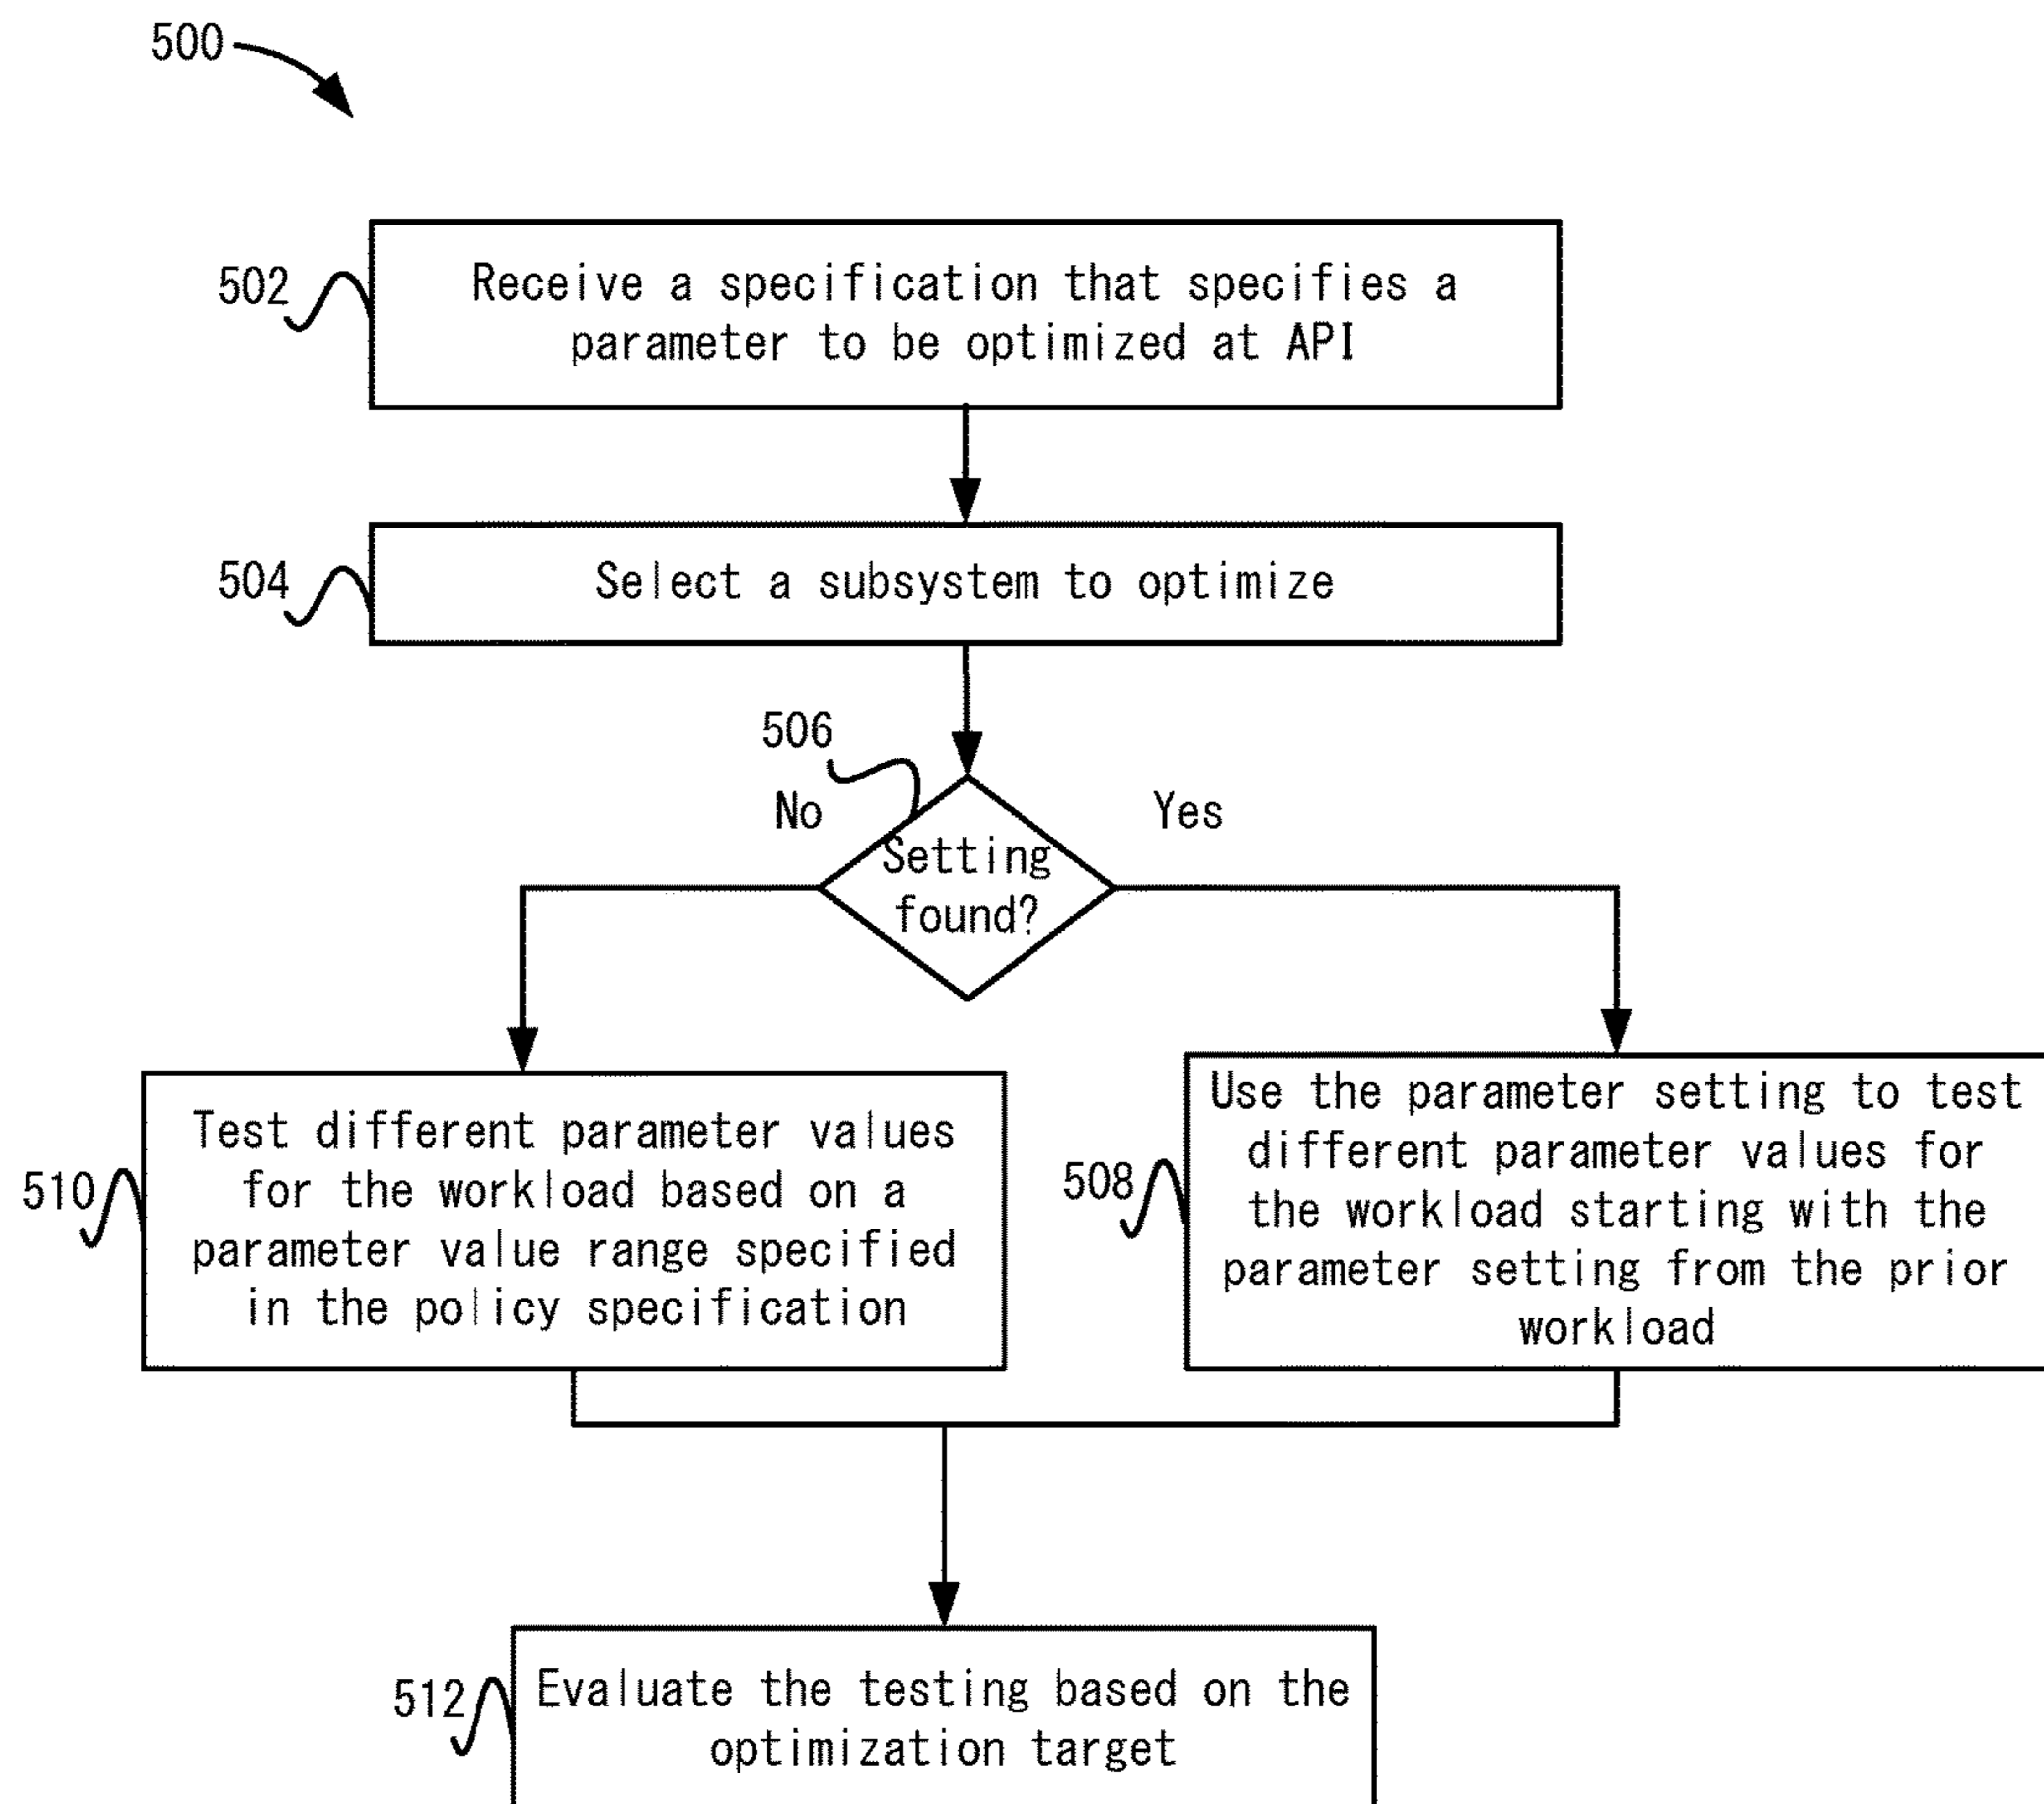 500
502
Receive a specification that specifies a
parameter to be optimized at API
504
Select a subsystem to optimize
506
No
Yes
Setting
found?
510
Test different parameter values
for the workload based on a
parameter value range specified
in the policy specification
508
Use the parameter setting to test
different parameter values for
the workload starting with the
parameter setting from the prior
workload
512
Evaluate the testing based on the
optimization target